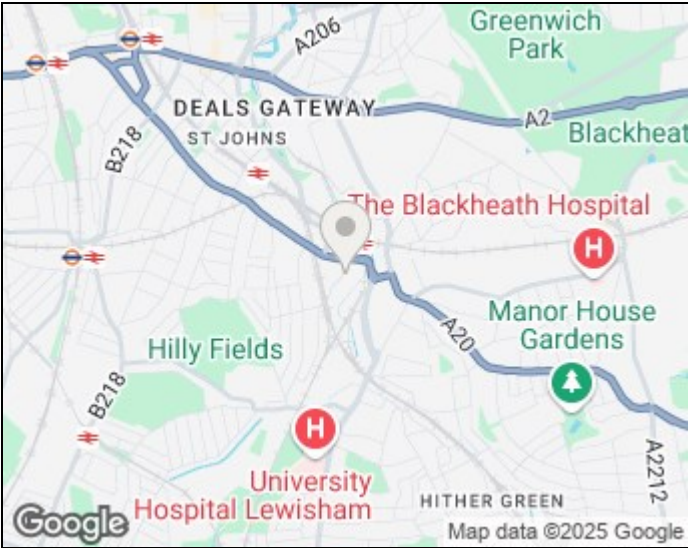 Greenwich
Park
A206
DEALS GATEWAY
A2
ST JOHNS
Blackheat
B218
The Blackheath Hospital
H
Manor House
Gardens
A20
Hilly Fields
B218
H
University
Hospital Lewisham
A2212
HITHER GREEN
Google
Map data ©2025 Google